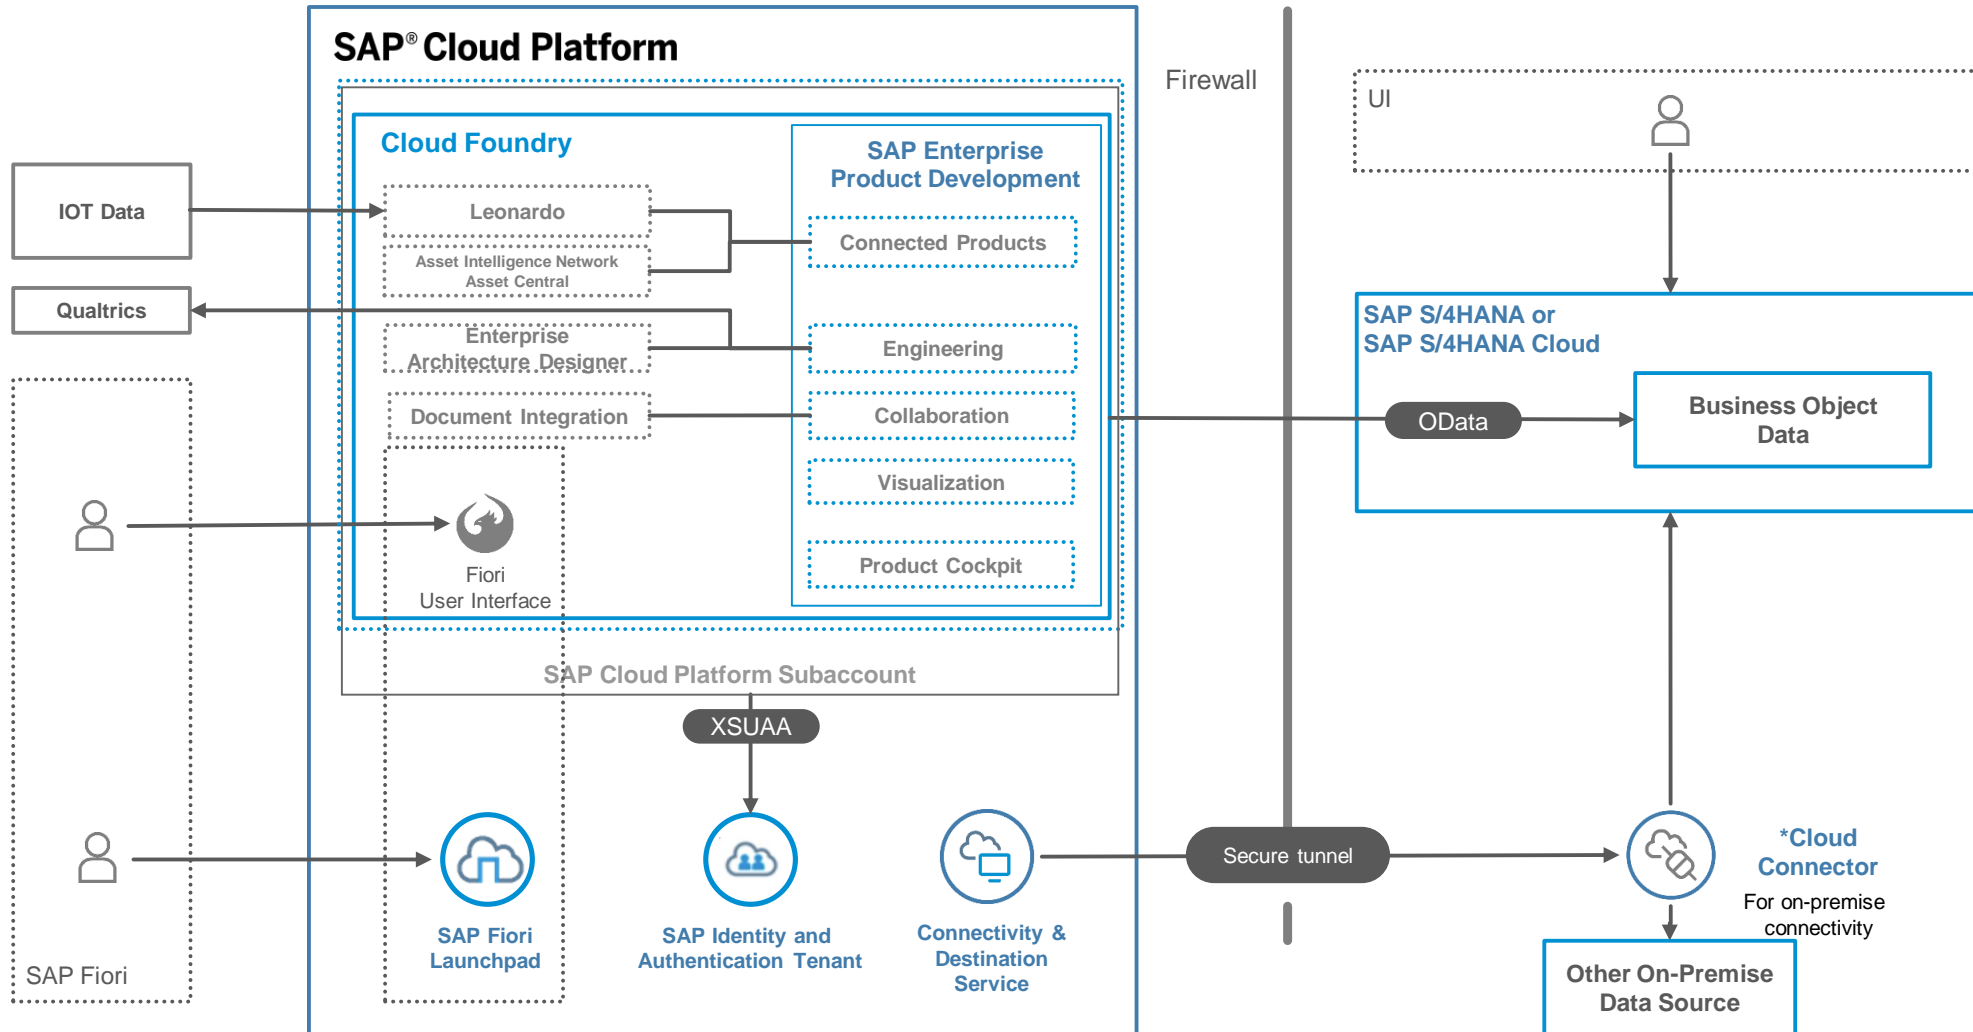 SAP® Cloud Platform
Firewall
UI
Cloud Foundry
SAP Enterprise
Product Development
IOT Data
Leonardo
Connected Products
Asset Intelligence Network
Asset Central
Qualtrics
Enterprise
Architecture Designer
Engineering
SAP S/4HANA or
SAP S/4HANA Cloud
Document Integration
Collaboration
OData
Business Object
Data
Visualization
Fiori
User Interface
Product Cockpit
SAP Cloud Platform Subaccount
XSUAA
Secure tunnel
*Cloud
Connector
For on-premise
connectivity
SAP Fiori
Launchpad
SAP Identity and
Authentication Tenant
Connectivity &
Destination
Service
SAP Fiori
Other On-Premise
Data Source